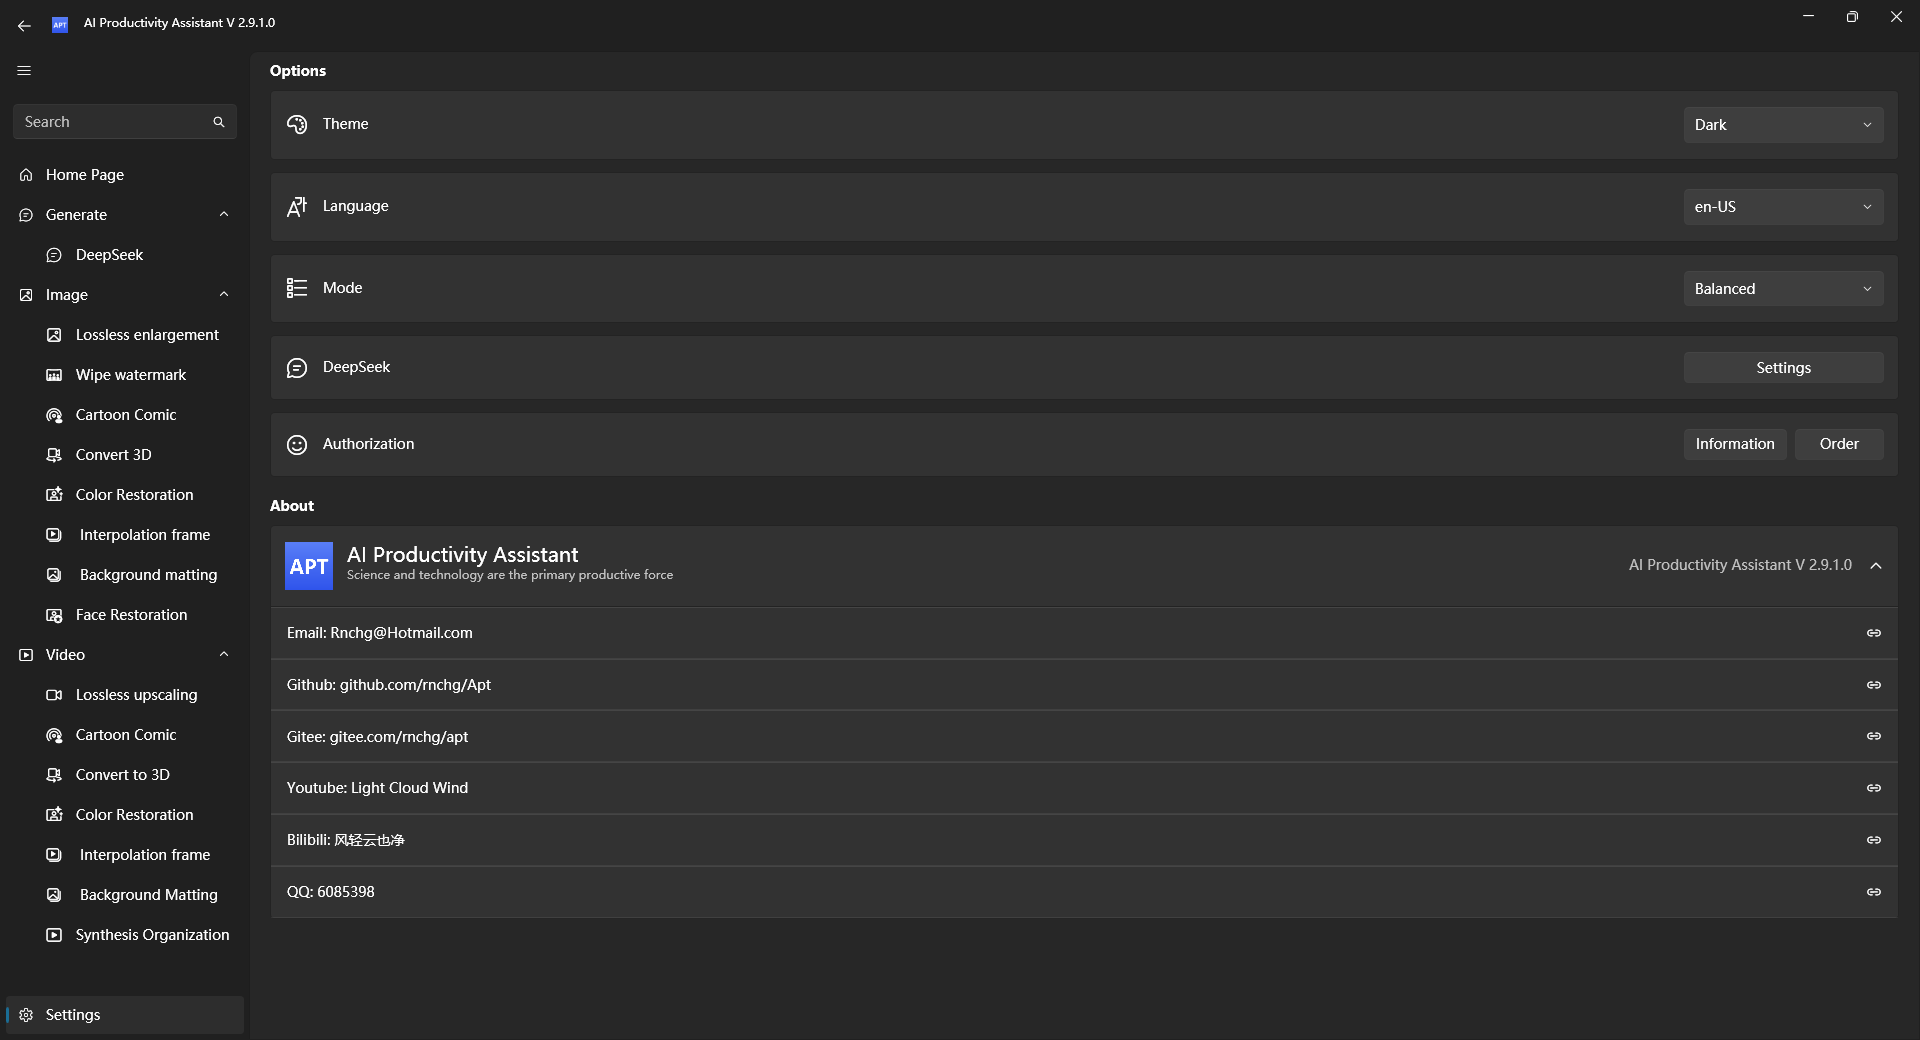 APT AI Productivity Assistant V 2.9.1.0
Search
Home Page
Generate
DeepSeek
Image
Lossless enlargement
Wipe watermark
Cartoon Comic
Convert 3D
Color Restoration
Interpolation frame
Background matting
Face Restoration
Video
Lossless upscaling
Cartoon Comic
Convert to 3D
Color Restoration
Interpolation frame
Background Matting
Synthesis Organization
Settings
Options
Theme Dark
Language en-US
Mode Balanced
DeepSeek Settings
Authorization Information Order
About
APT AI Productivity Assistant
Science and technology are the primary productive force
AI Productivity Assistant V 2.9.1.0
Email: Rnchg@Hotmail.com
Github: github.com/rnchg/Apt
Gitee: gitee.com/rnchg/apt
Youtube: Light Cloud Wind
Bilibili: 风轻云也净
QQ: 6085398